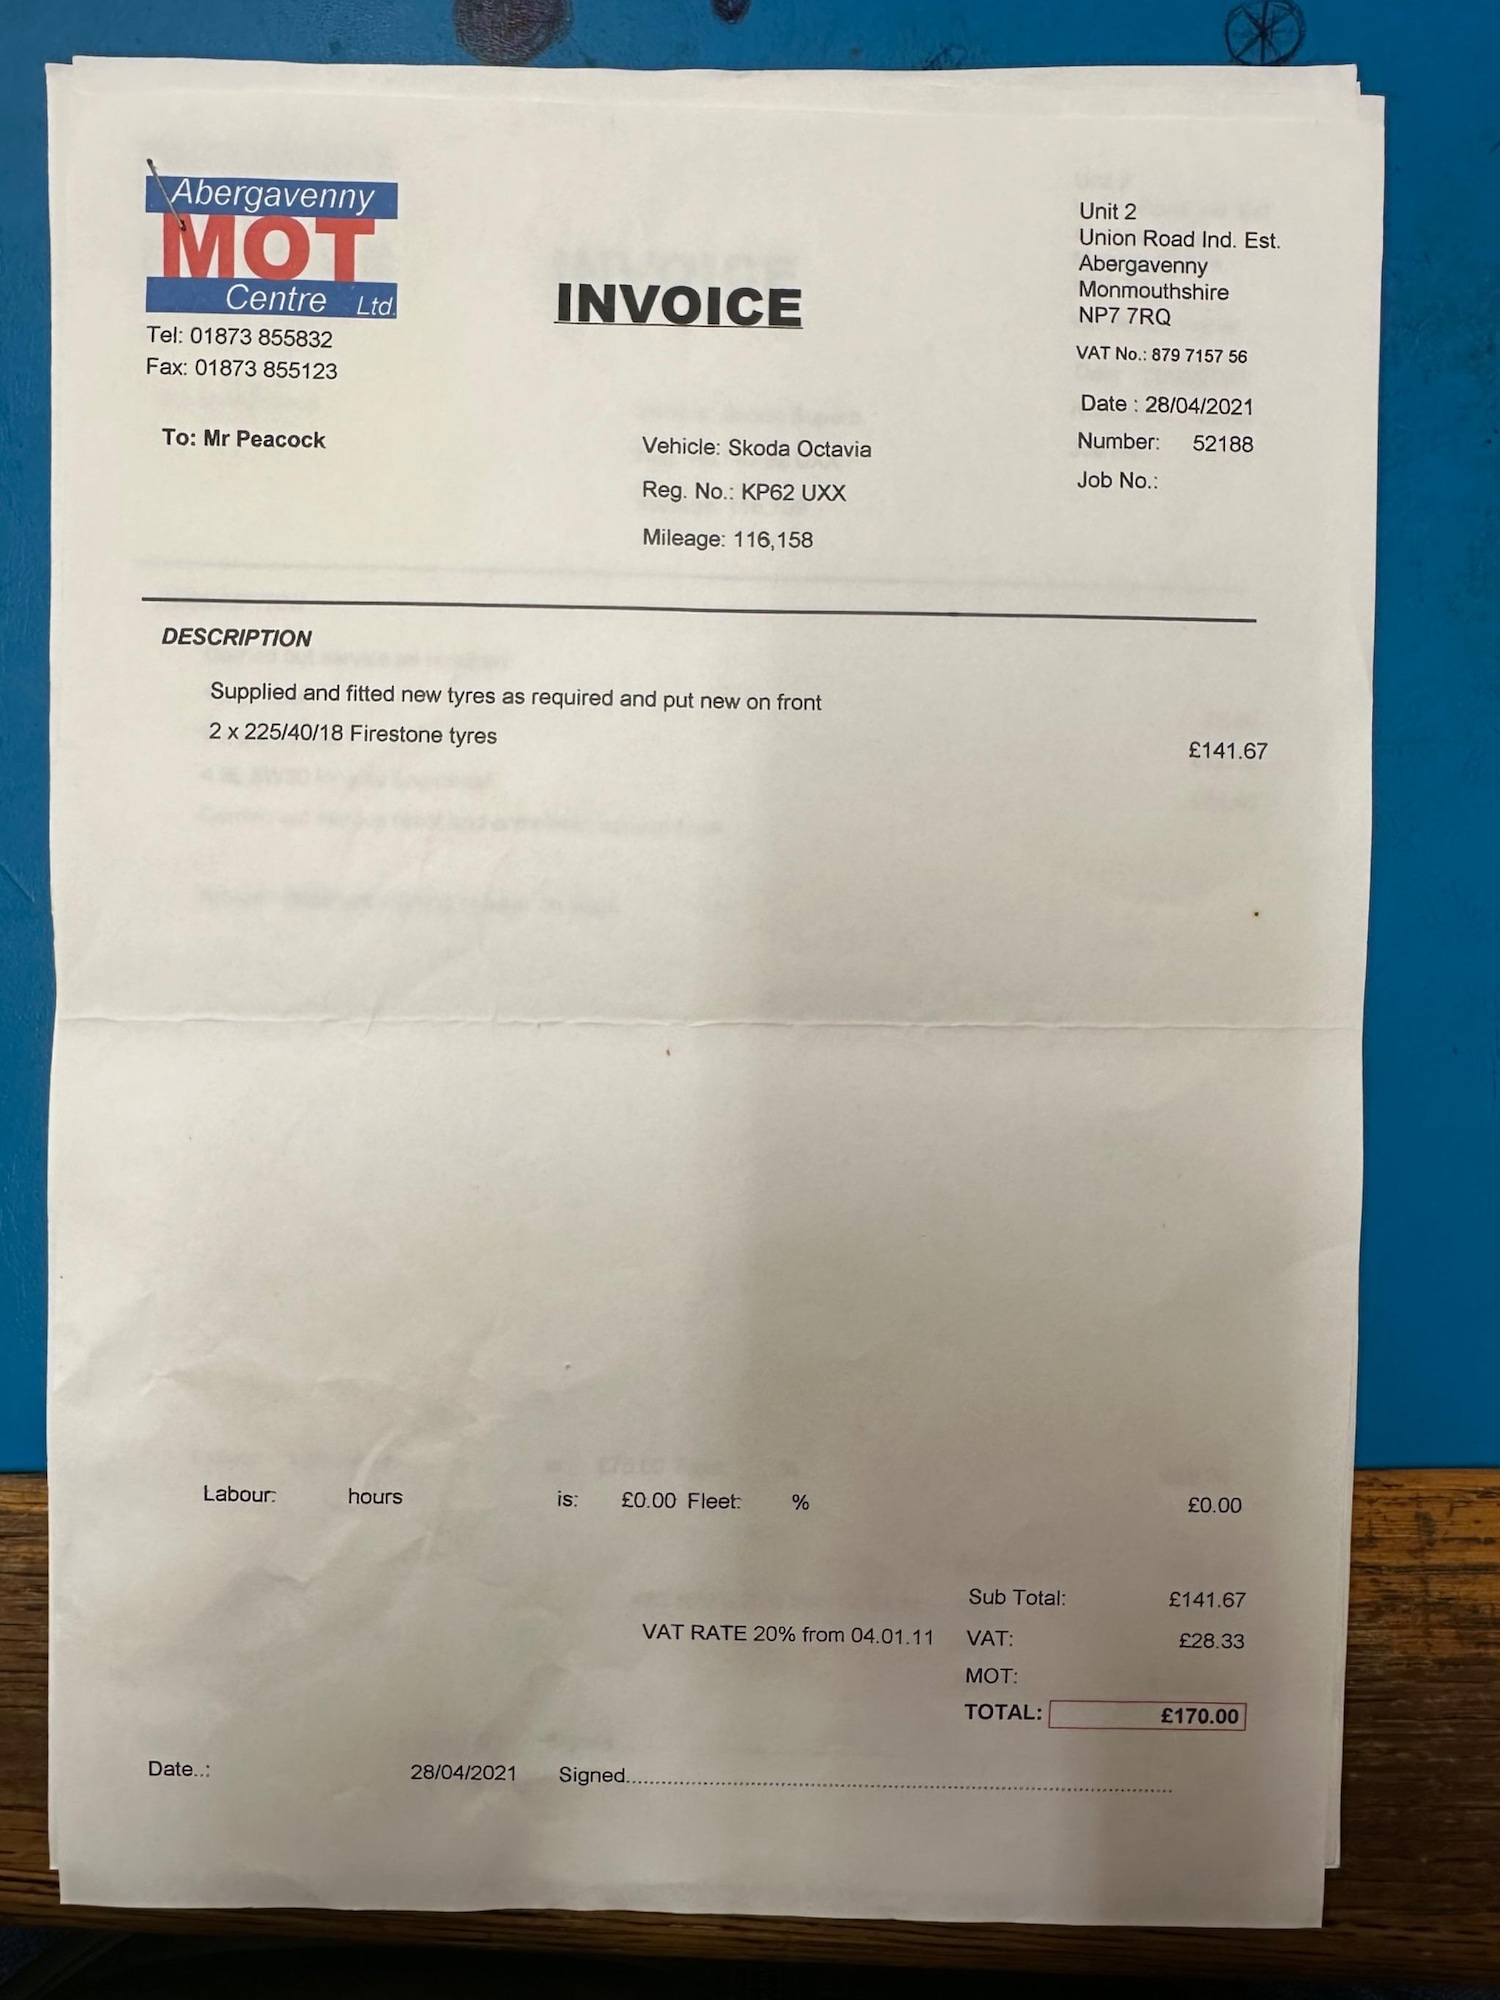 Abergavenny
MOT
Centre Ltd.
Tel: 01873 855832
Fax: 01873 855123
INVOICE
Unit 2
Union Road Ind. Est.
Abergavenny
Monmouthshire
NP7 7RQ
VAT No.: 879 7157 56
Date : 28/04/2021
Number: 52188
Job No.:
To: Mr Peacock
Vehicle: Skoda Octavia
Reg. No.: KP62 UXX
Mileage: 116,158
DESCRIPTION
Supplied and fitted new tyres as required and put new on front
2 x 225/40/18 Firestone tyres £141.67
Labour: hours is: £0.00 Fleet: % £0.00
Sub Total: £141.67
VAT RATE 20% from 04.01.11 VAT: £28.33
MOT:
TOTAL: £170.00
Date..: 28/04/2021 Signed..........................................................................................